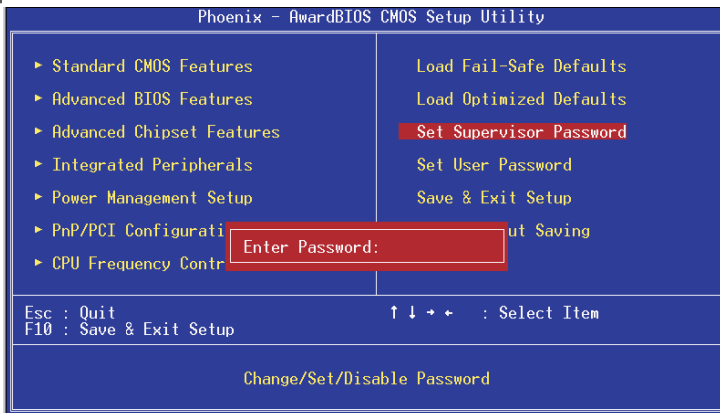 Phoenix - AwardBIOS CMOS Setup Utility
► Standard CMOS Features
► Advanced BIOS Features
► Advanced Chipset Features
► Integrated Peripherals
► Power Management Setup
► PnP/PCI Configurati
► CPU Frequency Contr
Load Fail-Safe Defaults
Load Optimized Defaults
Set Supervisor Password
Set User Password
Save & Exit Setup
ut Saving
Enter Password:
Esc : Quit
F10 : Save & Exit Setup
↑ ↓ → ← : Select Item
Change/Set/Disable Password